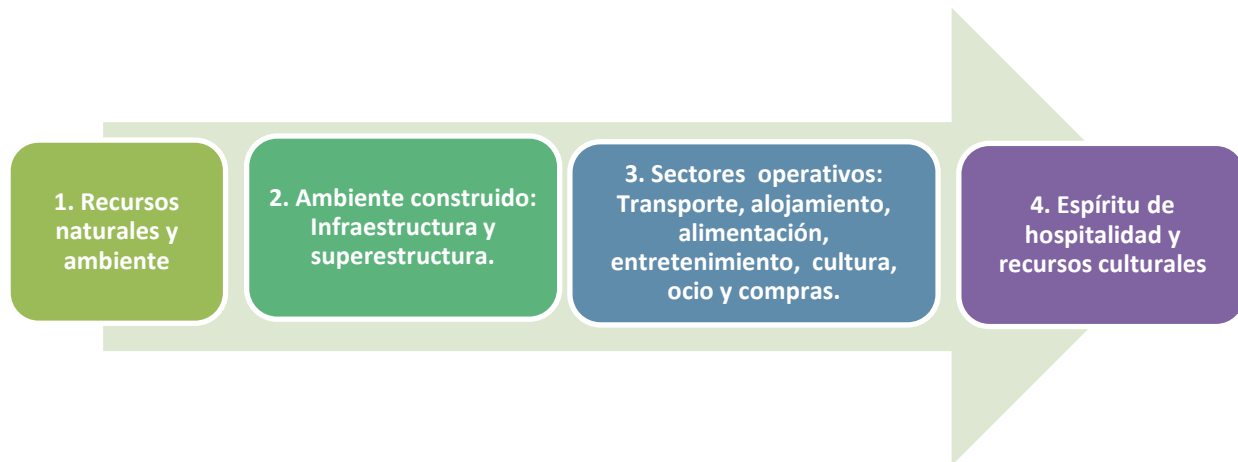 1. Recursos
naturales y
ambiente
2. Ambiente construido:
Infraestructura y
superestructura.
3. Sectores operativos:
Transporte, alojamiento,
alimentación,
entretenimiento, cultura,
ocio y compras.
4. Espíritu de
hospitalidad y
recursos culturales